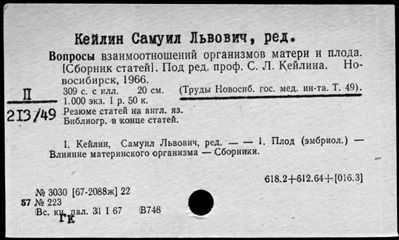 Кейлин Самуил Львович, ред.
Вопросы взаимоотношений организмов матери и плода.
[Сборник статей]. Под ред. проф. С. Л. Кейлина. Но-
восибирск, 1966.
309 с. с илл. 20 см. (Труды Новосиб. гос. мед. ин-та. Т. 49).
1.000 экз. 1 р. 50 к.
Резюме статей на англ. яз.
Библиогр. в конце статей.
II
213/49
I. Кейлин, Самуил Львович, ред. — — 1. Плод (эмбриол.) —
Влияние материнского организма — Сборники.
618.2+612.64+[016.3]
№ 3030 [67-2088ж] 22
57 № 223
Вс. кн. пал. 31 I 67 В748
ГК